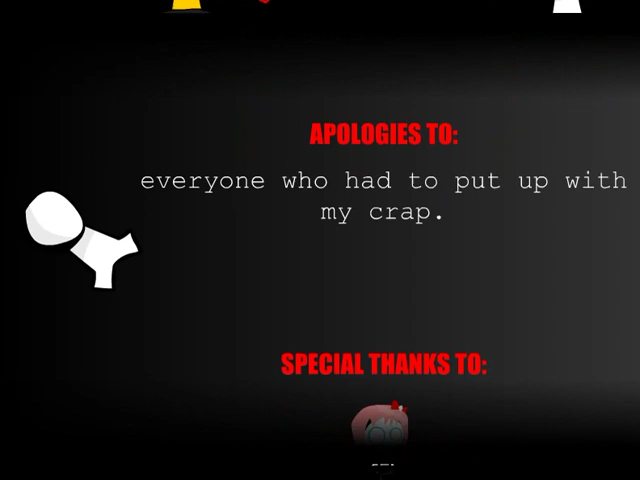 APOLOGIES TO:
everyone who had to put up with
my crap.
SPECIAL THANKS TO: